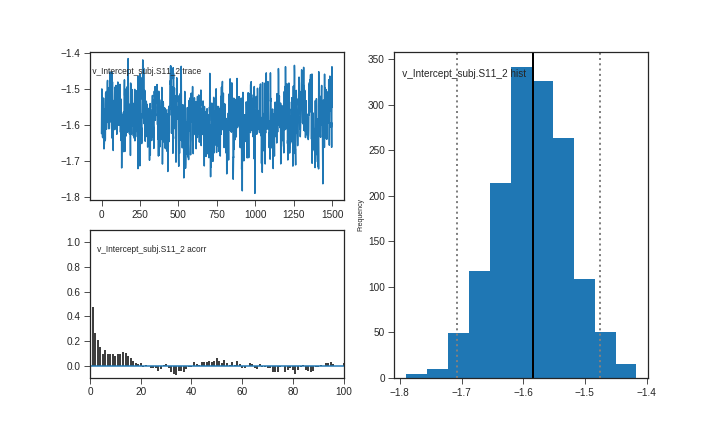 v_Intercept_subj.S11_2 trace
−1.4
−1.5
−1.6
−1.7
−1.8
0 250 500 750 1000 1250 1500
v_Intercept_subj.S11_2 acorr
1.0
0.8
0.6
0.4
0.2
0.0
0 20 40 60 80 100
v_Intercept_subj.S11_2 hist
Frequency
350
300
250
200
150
100
50
0
−1.8 −1.7 −1.6 −1.5 −1.4